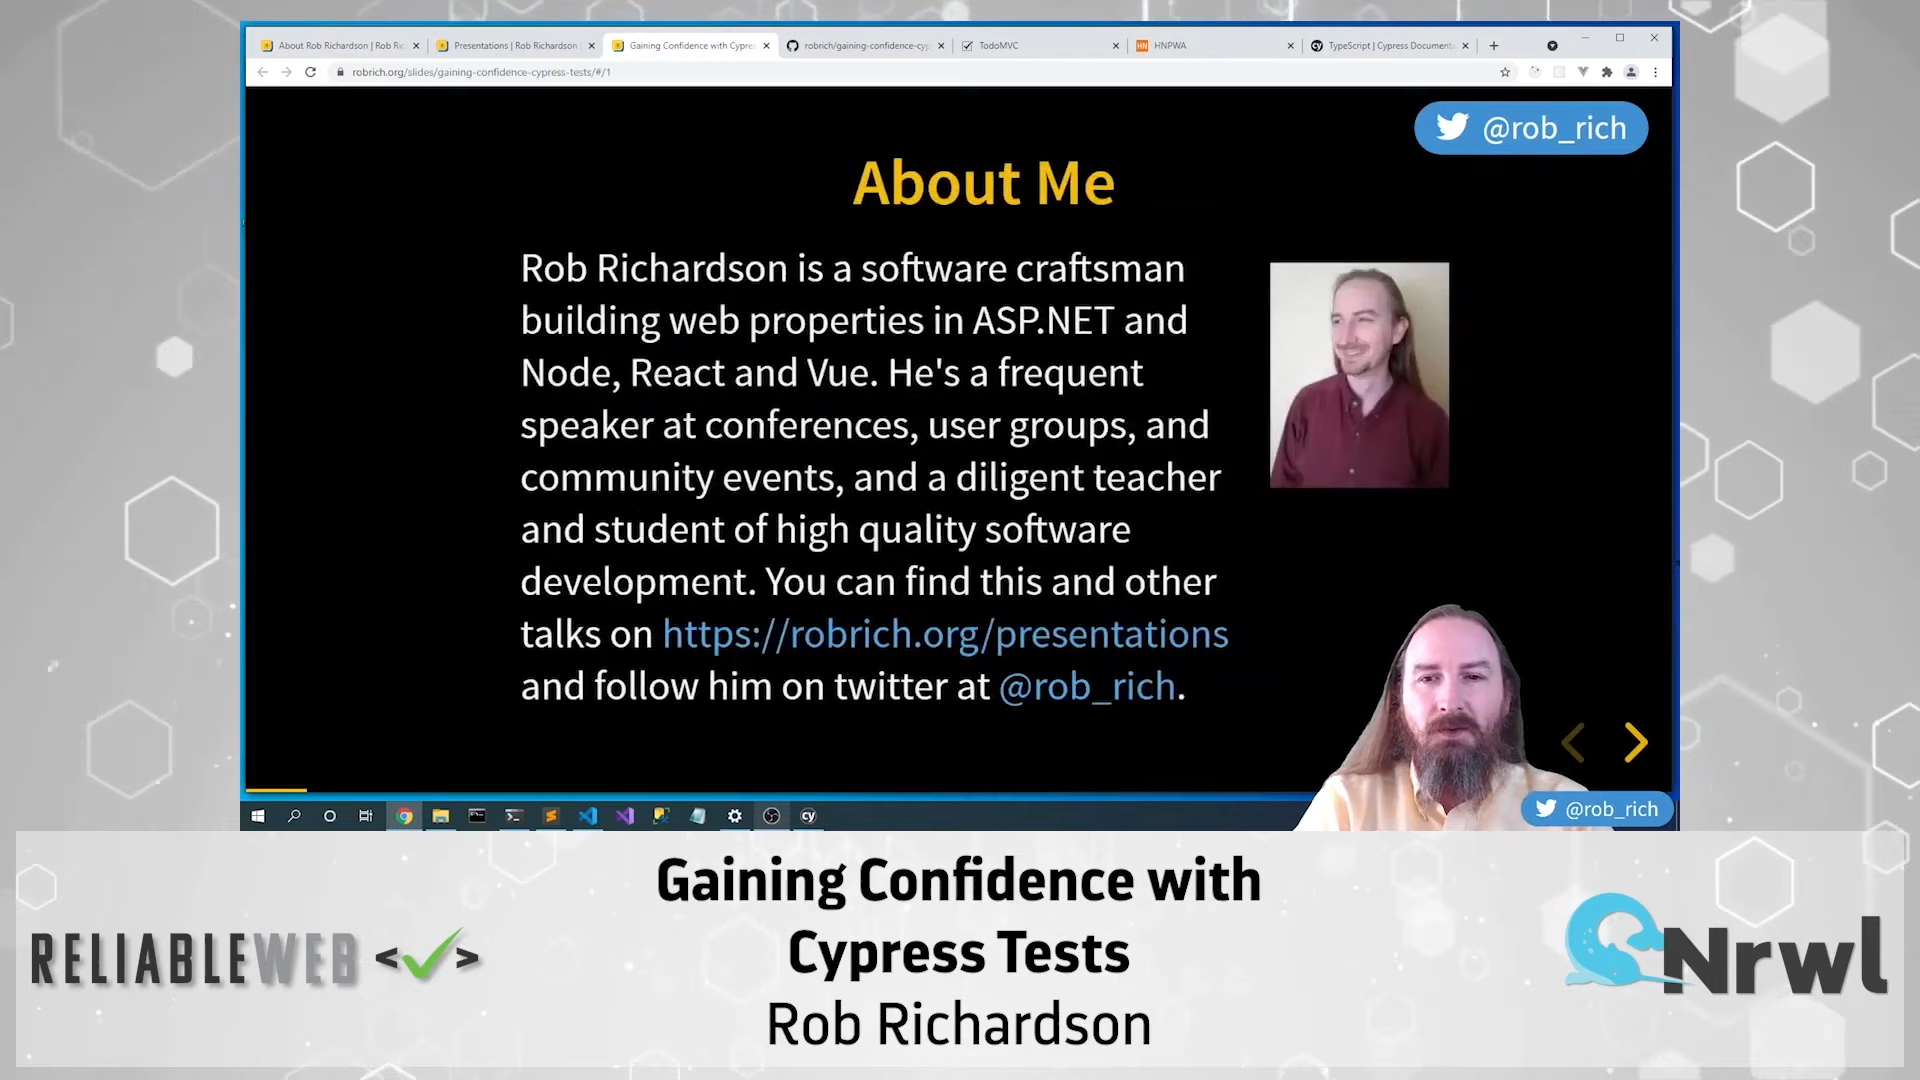 About Rob Richardson | Rob Ric
Presentations | Rob Richardson
Gaining Confidence with Cypre
robrich/gaining-confidence-cyp
TodoMVC
HNPWA
TypeScript | Cypress Document
robrich.org/slides/gaining-confidence-cypress-tests/#/1
@rob_rich
About Me
Rob Richardson is a software craftsman
building web properties in ASP.NET and
Node, React and Vue. He's a frequent
speaker at conferences, user groups, and
community events, and a diligent teacher
and student of high quality software
development. You can find this and other
talks on https://robrich.org/presentations
and follow him on twitter at @rob_rich.
@rob_rich
cy
Gaining Confidence with
Cypress Tests
Rob Richardson
RELIABLEWEB <✓>
Nrwl